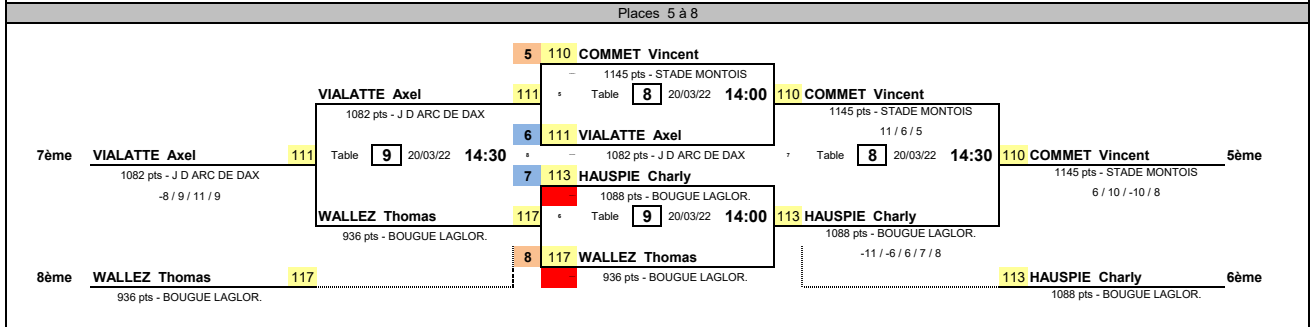 Places 5 à 8
5 110 COMMET Vincent
1145 pts - STADE MONTOIS
VIALATTE Axel 111 5 Table 8 20/03/22 14:00 110 COMMET Vincent
1082 pts - J D ARC DE DAX
1145 pts - STADE MONTOIS
6 111 VIALATTE Axel
11 / 6 / 5
7ème VIALATTE Axel 111 Table 9 20/03/22 14:30 8 1082 pts - J D ARC DE DAX 7 Table 8 20/03/22 14:30 110 COMMET Vincent 5ème
1082 pts - J D ARC DE DAX
7 113 HAUSPIE Charly
1145 pts - STADE MONTOIS
-8 / 9 / 11 / 9
1088 pts - BOUGUE LAGLOR.
6 / 10 / -10 / 8
WALLEZ Thomas 117 6 Table 9 20/03/22 14:00 113 HAUSPIE Charly
936 pts - BOUGUE LAGLOR.
1088 pts - BOUGUE LAGLOR.
8 117 WALLEZ Thomas
-11 / -6 / 6 / 7 / 8
8ème WALLEZ Thomas 117 936 pts - BOUGUE LAGLOR. 113 HAUSPIE Charly 6ème
936 pts - BOUGUE LAGLOR.
1088 pts - BOUGUE LAGLOR.